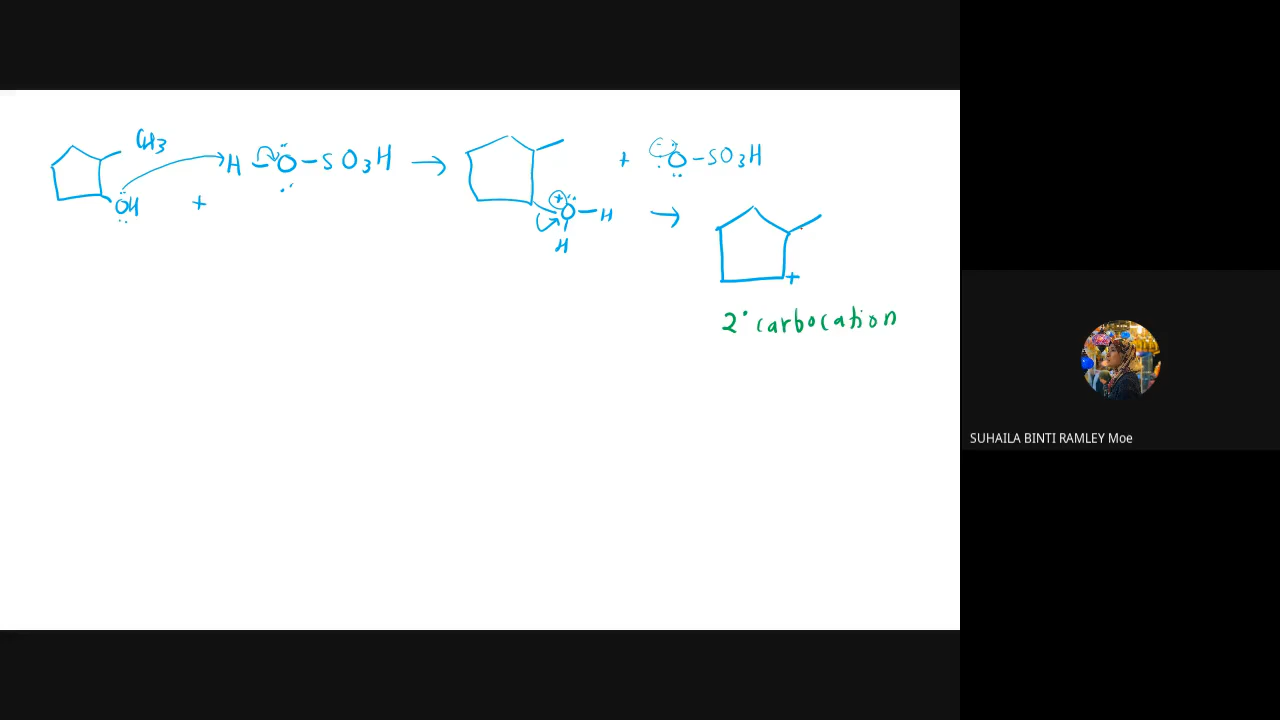 CH3
H – O – SO3H → + O – SO3H
OH + + O – H →
H
+
2° carbocation
SUHAILA BINTI RAMLEY Moe